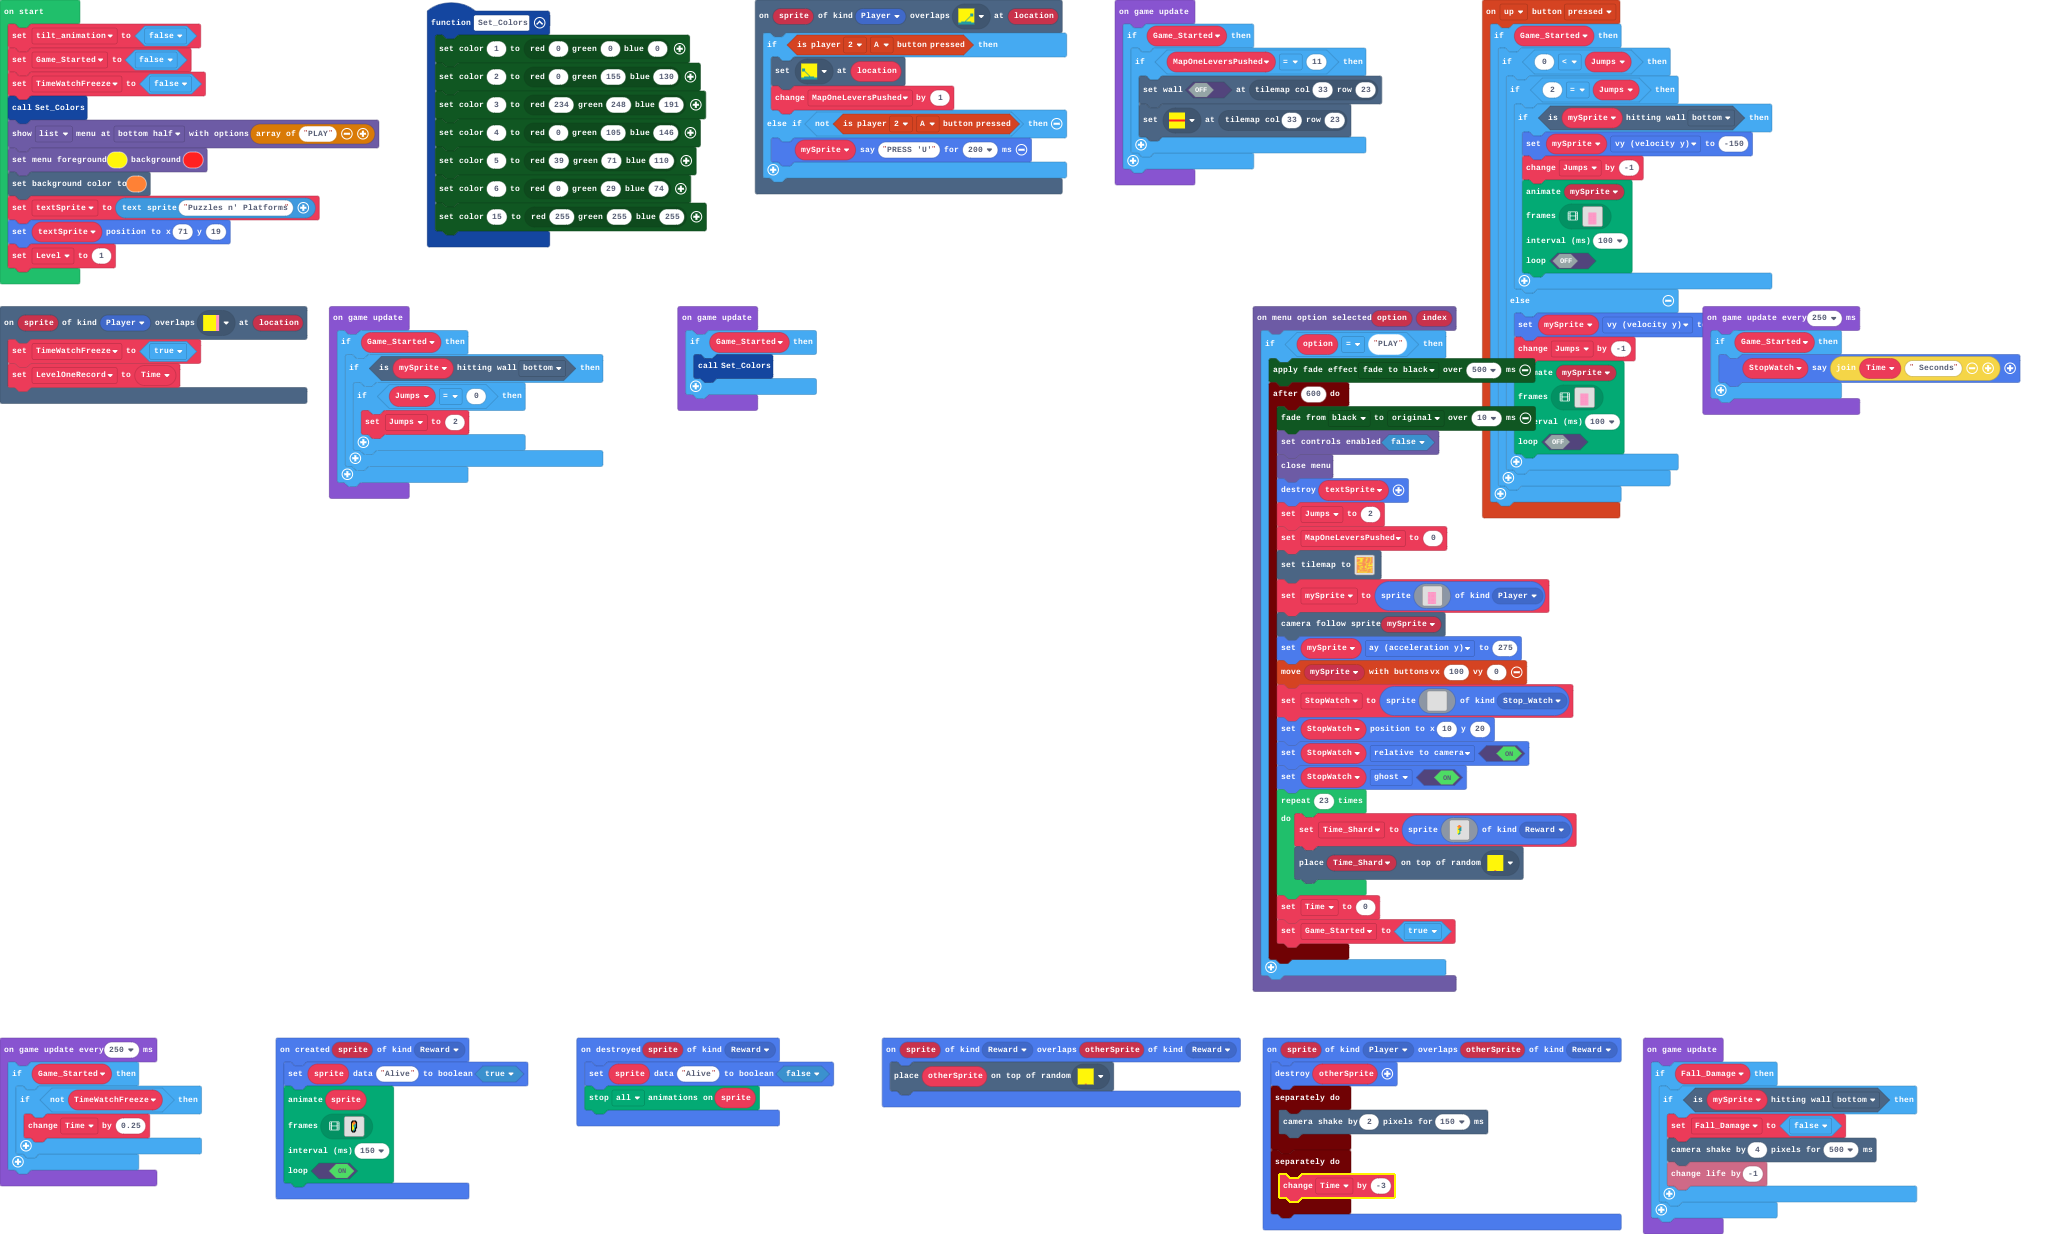 on start
set tilt_animation to false
set Game_Started to false
set TimeWatchFreeze to false
call Set_Colors
show list menu at bottom half with options array of "PLAY"
set menu foreground background
set background color to
set textSprite to text sprite "Puzzles n' Platforms"
set textSprite position to x 71 y 19
set Level to 1
function Set_Colors
set color 1 to red 0 green 0 blue 0
set color 2 to red 0 green 155 blue 130
set color 3 to red 234 green 248 blue 191
set color 4 to red 0 green 105 blue 146
set color 5 to red 39 green 71 blue 110
set color 6 to red 0 green 29 blue 74
set color 15 to red 255 green 255 blue 255
on sprite of kind Player overlaps at location
if is player 2 A button pressed then
set at location
change MapOneLeversPushed by 1
else if not is player 2 A button pressed then
mySprite say "PRESS 'U'" for 200 ms
on game update
if Game_Started then
if MapOneLeversPushed = 11 then
set wall OFF at tilemap col 33 row 23
set at tilemap col 33 row 23
on up button pressed
if Game_Started then
if 0 < Jumps then
if 2 = Jumps then
if is mySprite hitting wall bottom then
set mySprite vy (velocity y) to -150
change Jumps by -1
animate mySprite
frames
interval (ms) 100
loop OFF
else
set mySprite vy (velocity y)
change Jumps by -1
mySprite
frames
100
loop OFF
on sprite of kind Player overlaps at location
set TimeWatchFreeze to true
set LevelOneRecord to Time
on game update
if Game_Started then
if is mySprite hitting wall bottom then
if Jumps = 0 then
set Jumps to 2
on game update
if Game_Started then
call Set_Colors
on menu option selected option index
if option = "PLAY" then
apply fade effect fade to black over 500 ms
after 600 do
fade from black to original over 10 ms
set controls enabled false
close menu
destroy textSprite
set Jumps to 2
set MapOneLeversPushed to 0
set tilemap to
set mySprite to sprite of kind Player
camera follow sprite mySprite
set mySprite ay (acceleration y) to 275
move mySprite with buttons vx 100 vy 0
set StopWatch to sprite of kind Stop_Watch
set StopWatch position to x 10 y 20
set StopWatch relative to camera ON
set StopWatch ghost ON
repeat 23 times
do
set Time_Shard to sprite of kind Reward
place Time_Shard on top of random
set Time to 0
set Game_Started to true
on game update every 250 ms
if Game_Started then
StopWatch say join Time " Seconds"
on game update every 250 ms
if Game_Started then
if not TimeWatchFreeze then
change Time by 0.25
on created sprite of kind Reward
set sprite data "Alive" to boolean true
animate sprite
frames
interval (ms) 150
loop ON
on destroyed sprite of kind Reward
set sprite data "Alive" to boolean false
stop all animations on sprite
on sprite of kind Reward overlaps otherSprite of kind Reward
place otherSprite on top of random
on sprite of kind Player overlaps otherSprite of kind Reward
destroy otherSprite
separately do
camera shake by 2 pixels for 150 ms
separately do
change Time by -3
on game update
if Fall_Damage then
if is mySprite hitting wall bottom then
set Fall_Damage to false
camera shake by 4 pixels for 500 ms
change life by -1